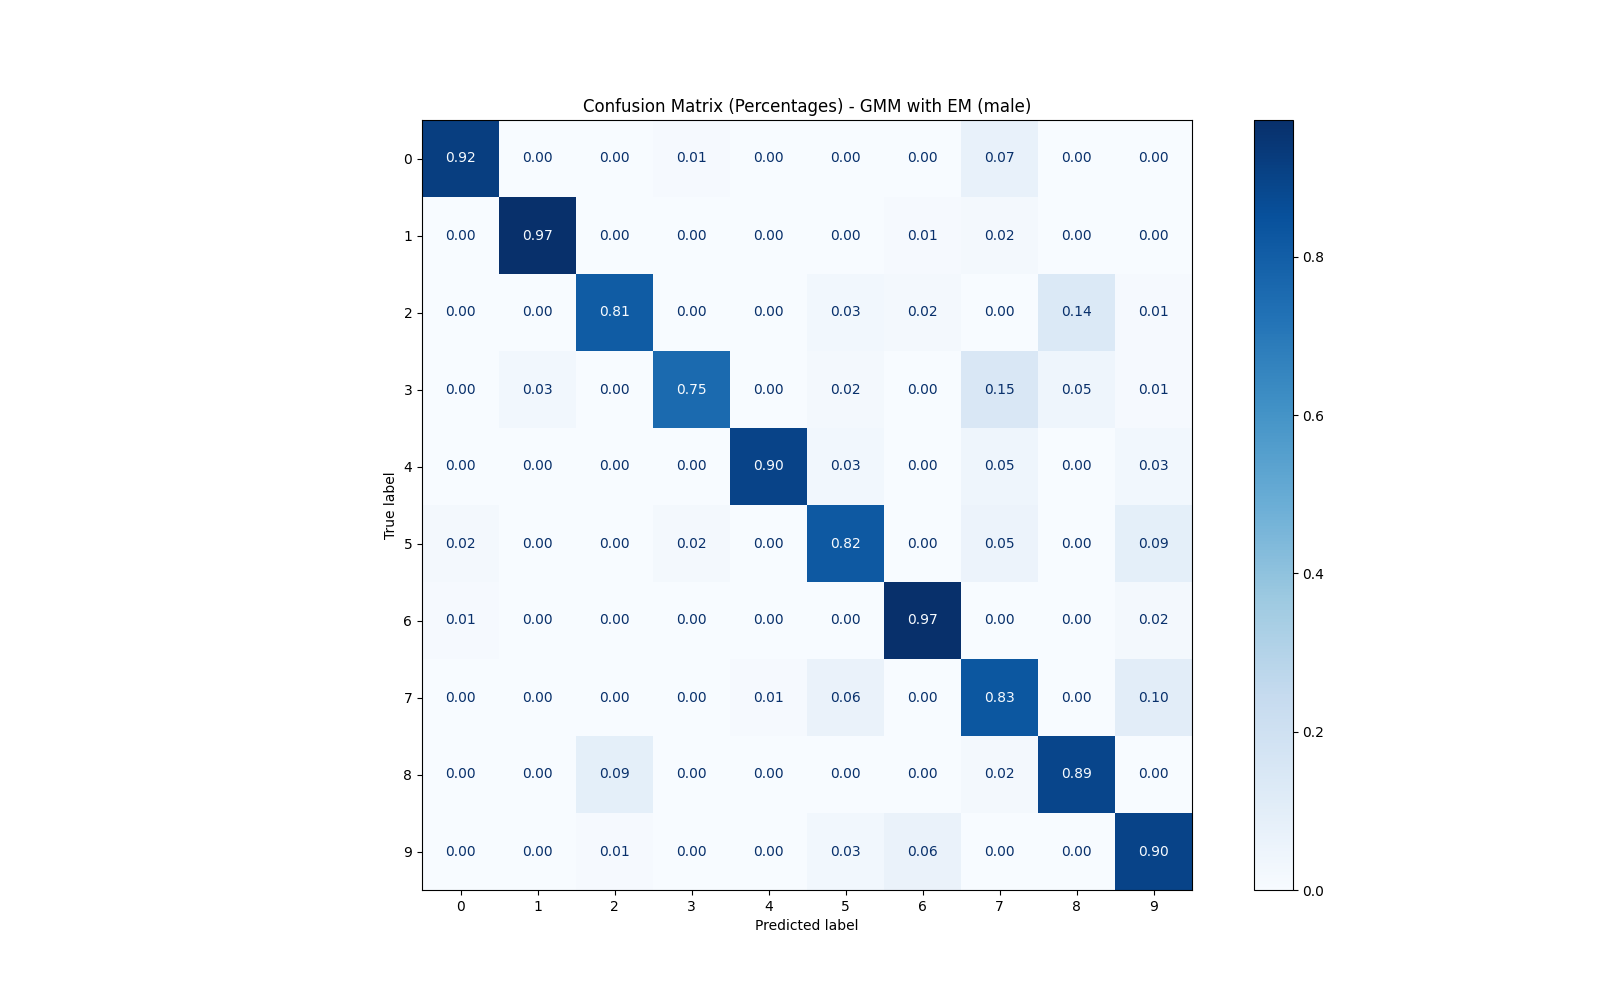 Confusion Matrix (Percentages) - GMM with EM (male)
0 0.92 0.00 0.00 0.01 0.00 0.00 0.00 0.07 0.00 0.00
1 0.00 0.97 0.00 0.00 0.00 0.00 0.01 0.02 0.00 0.00
2 0.00 0.00 0.81 0.00 0.00 0.03 0.02 0.00 0.14 0.01
3 0.00 0.03 0.00 0.75 0.00 0.02 0.00 0.15 0.05 0.01
4 0.00 0.00 0.00 0.00 0.90 0.03 0.00 0.05 0.00 0.03
5 0.02 0.00 0.00 0.02 0.00 0.82 0.00 0.05 0.00 0.09
6 0.01 0.00 0.00 0.00 0.00 0.00 0.97 0.00 0.00 0.02
7 0.00 0.00 0.00 0.00 0.01 0.06 0.00 0.83 0.00 0.10
8 0.00 0.00 0.09 0.00 0.00 0.00 0.00 0.02 0.89 0.00
9 0.00 0.00 0.01 0.00 0.00 0.03 0.06 0.00 0.00 0.90
0 1 2 3 4 5 6 7 8 9
Predicted label
True label
0.8
0.6
0.4
0.2
0.0